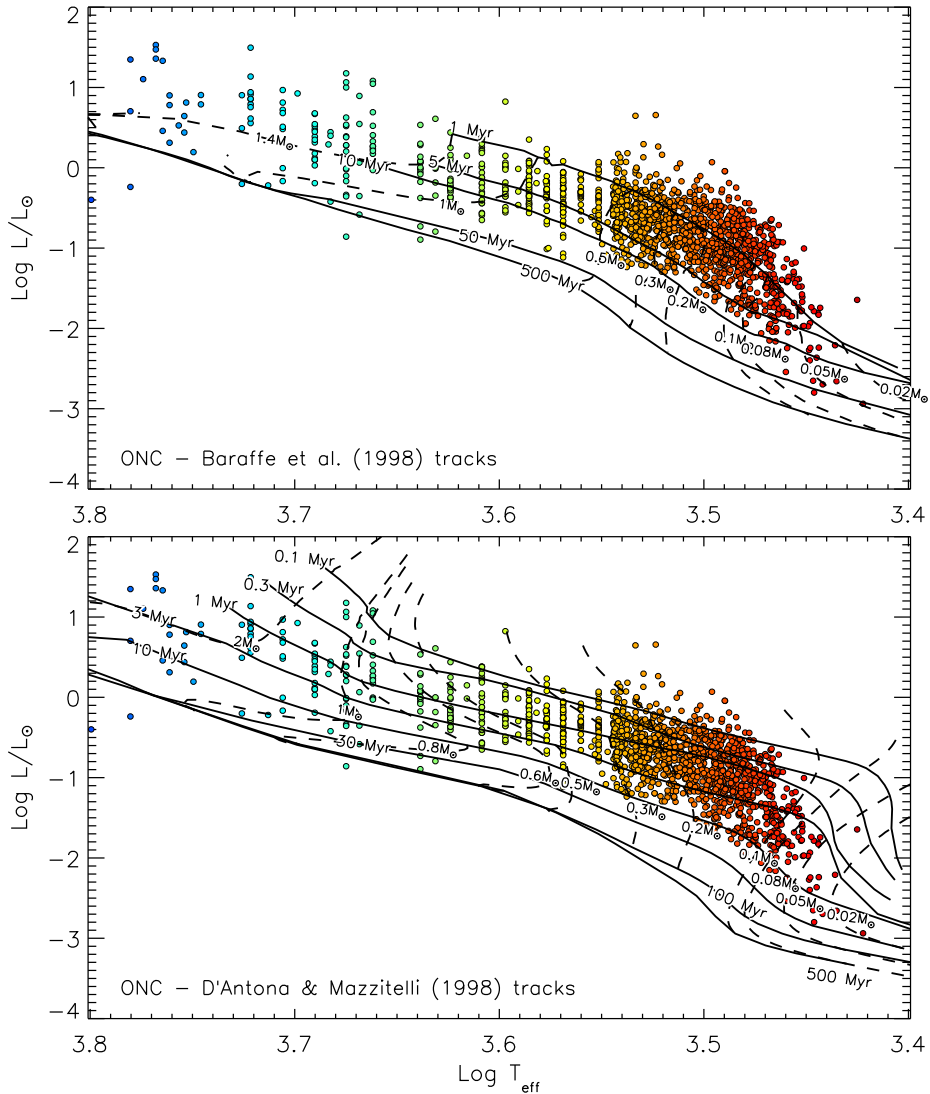 2
1
0
−1
−2
−3
−4
Log L/L⊙
1 Myr
1.4M⊙
10 Myr
5 Myr
1M⊙
50 Myr
500 Myr
0.5M⊙
0.3M⊙
0.2M⊙
0.1M⊙
0.08M⊙
0.05M⊙
0.02M⊙
ONC − Baraffe et al. (1998) tracks
3.8 3.7 3.6 3.5 3.4
2
1
0
−1
−2
−3
−4
Log L/L⊙
0.1 Myr
0.3 Myr
1 Myr
3 Myr
2M⊙
10 Myr
1M⊙
30 Myr
0.8M⊙
0.6M⊙
0.5M⊙
0.3M⊙
0.2M⊙
0.1M⊙
0.08M⊙
100 Myr
0.05M⊙
0.02M⊙
500 Myr
ONC − D'Antona & Mazzitelli (1998) tracks
3.8 3.7 3.6 3.5 3.4
Log Teff